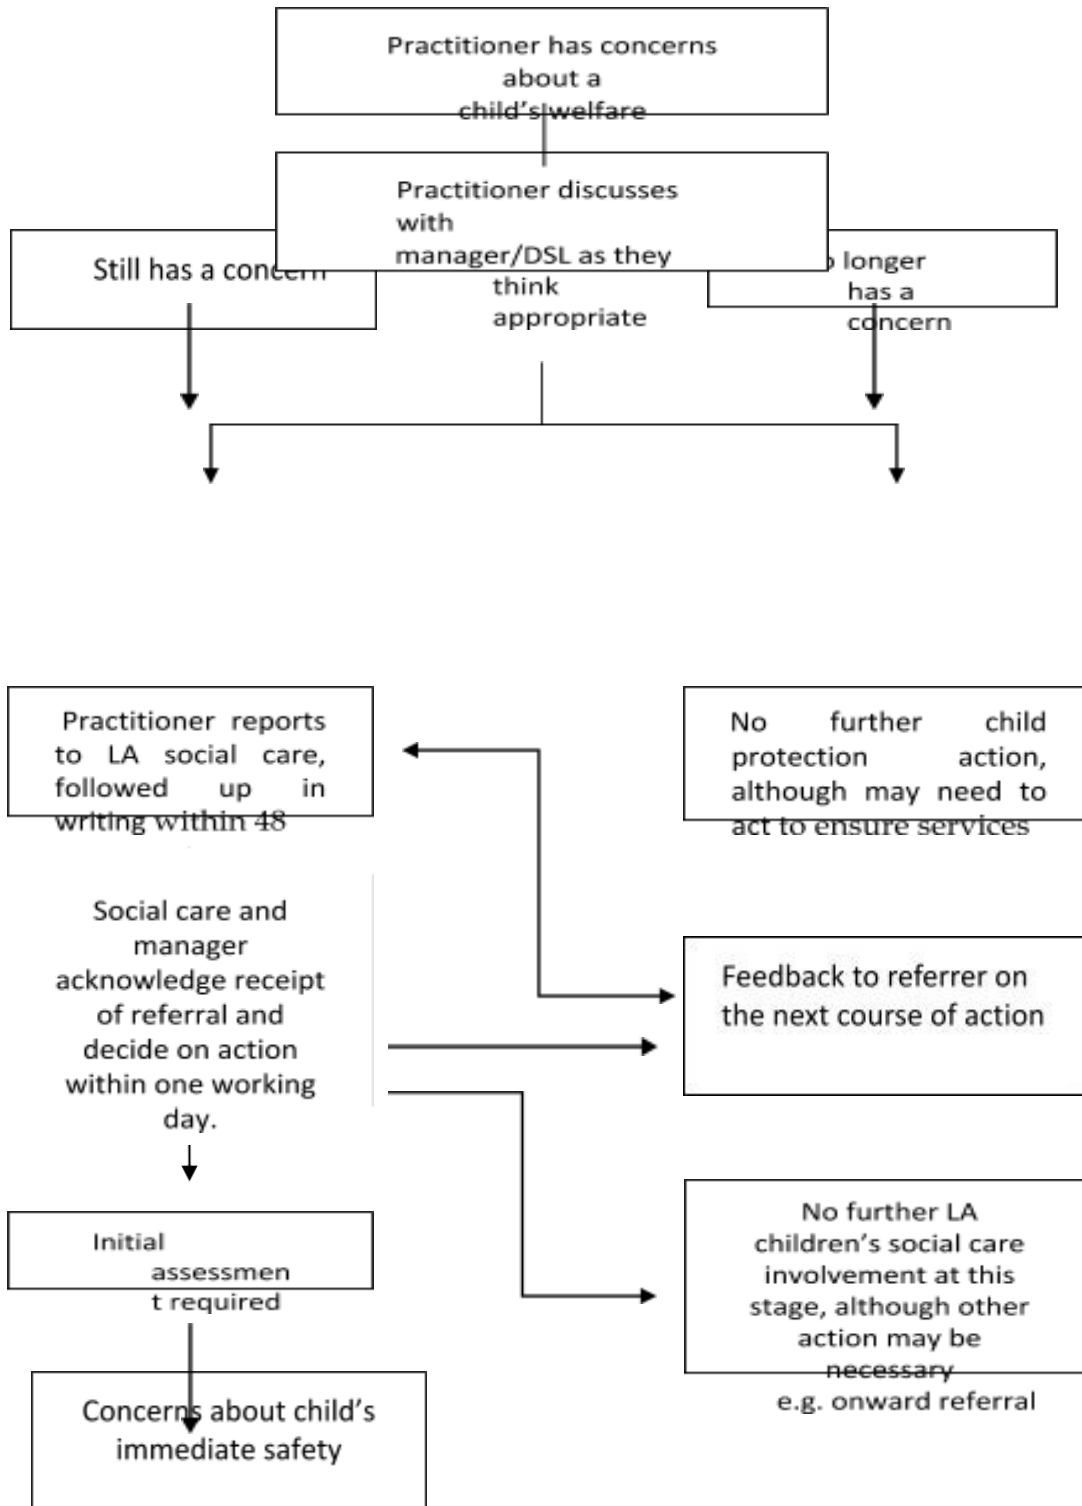 Practitioner has concerns
about a
child's welfare
Practitioner discusses
with
manager/DSL as they
think
appropriate
Still has a concern
longer
has a
concern
Practitioner reports
to LA social care,
followed up in
writing within 48
No further child
protection action,
although may need to
act to ensure services
Social care and
manager
acknowledge receipt
of referral and
decide on action
within one working
day.
Feedback to referrer on
the next course of action
Initial
assessmen
t required
No further LA
children's social care
involvement at this
stage, although other
action may be
necessary
e.g. onward referral
Concerns about child's
immediate safety